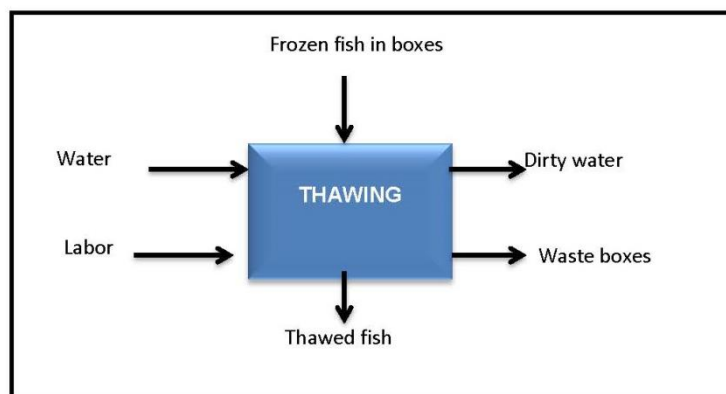 Frozen fish in boxes
Water
Dirty water
THAWING
Labor
Waste boxes
Thawed fish